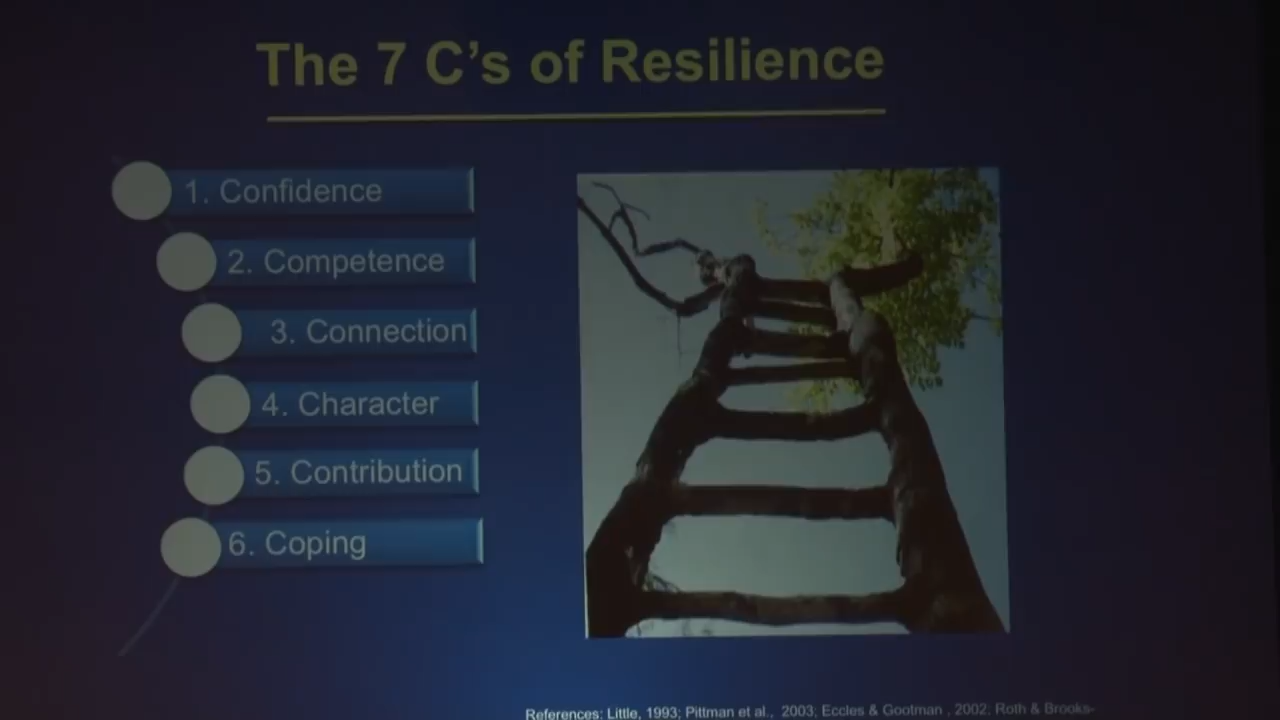 The 7 C’s of Resilience
1. Confidence
2. Competence
3. Connection
4. Character
5. Contribution
6. Coping
References: Little, 1993; Pittman et al., 2003; Eccles & Gootman , 2002; Roth & Brooks-